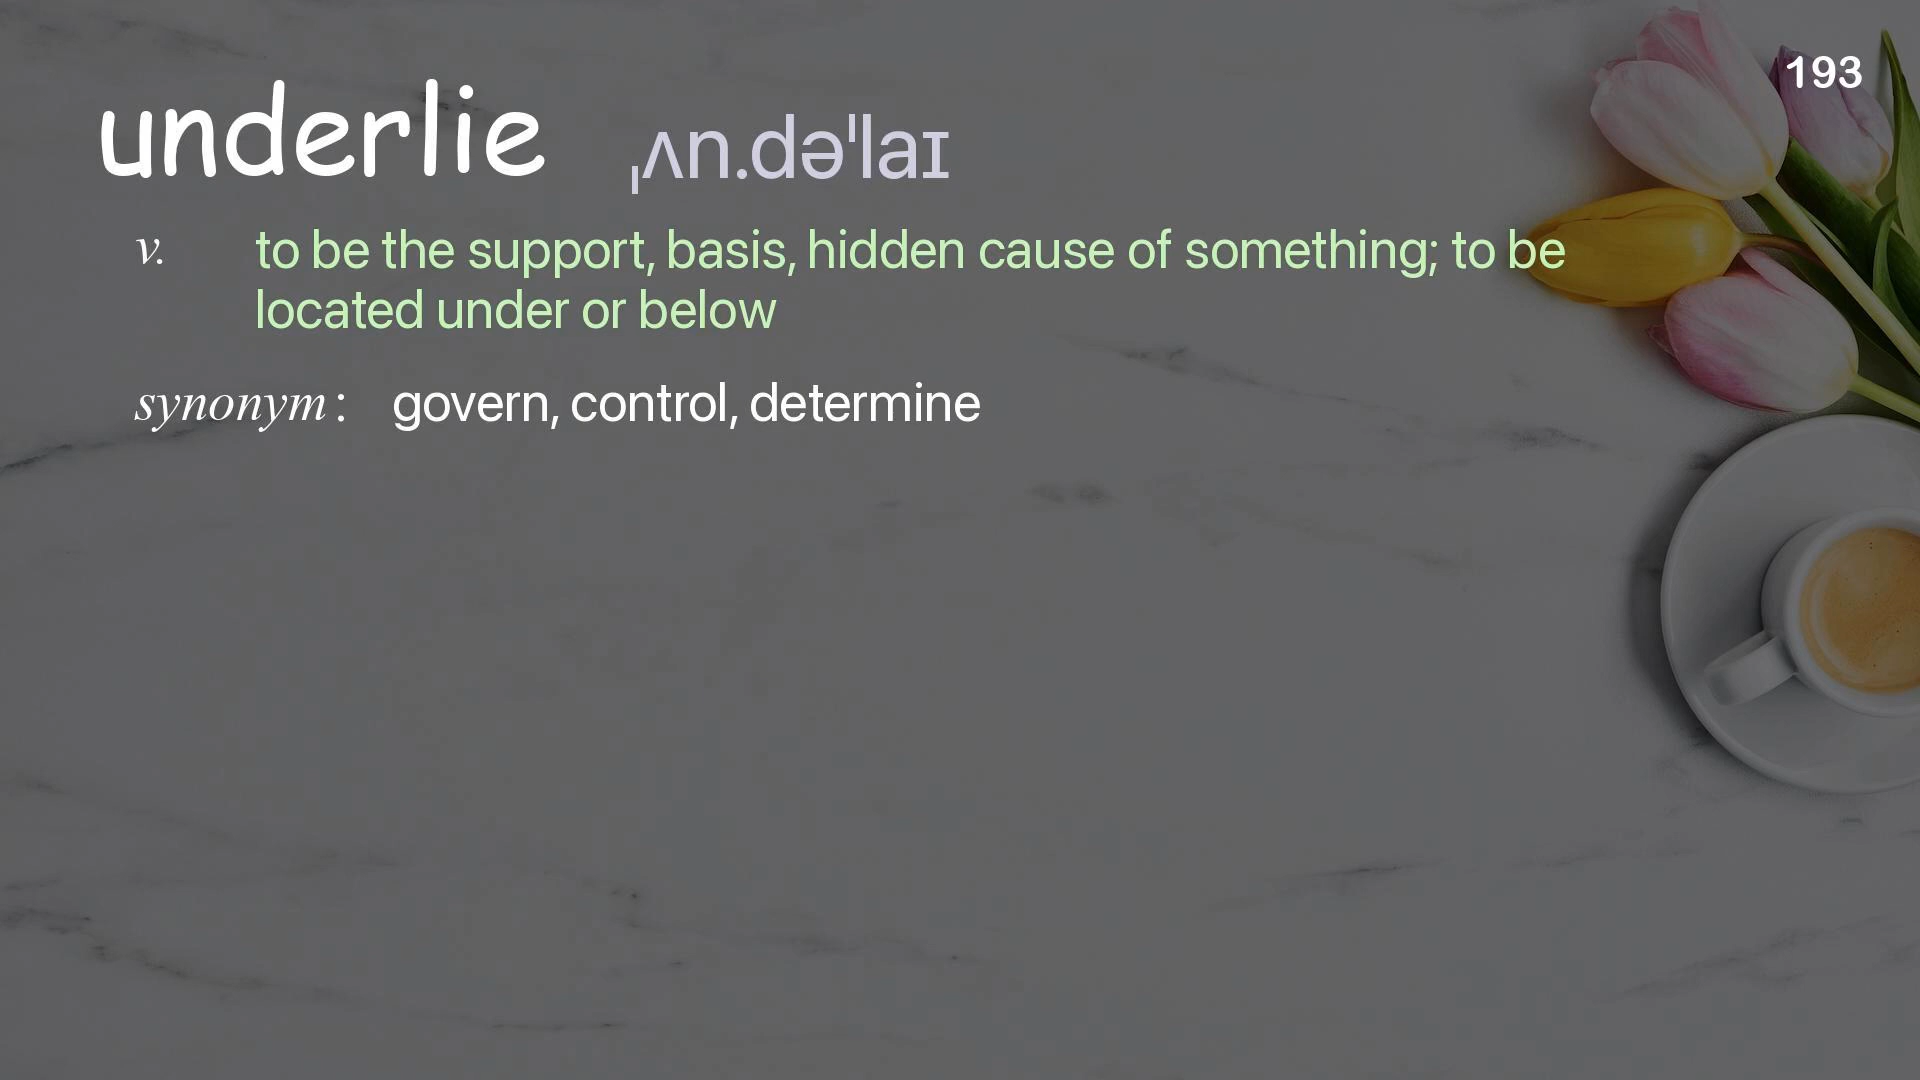 193
underlie ˌʌn.dəˈlaɪ
v. to be the support, basis, hidden cause of something; to be
located under or below
synonym: govern, control, determine